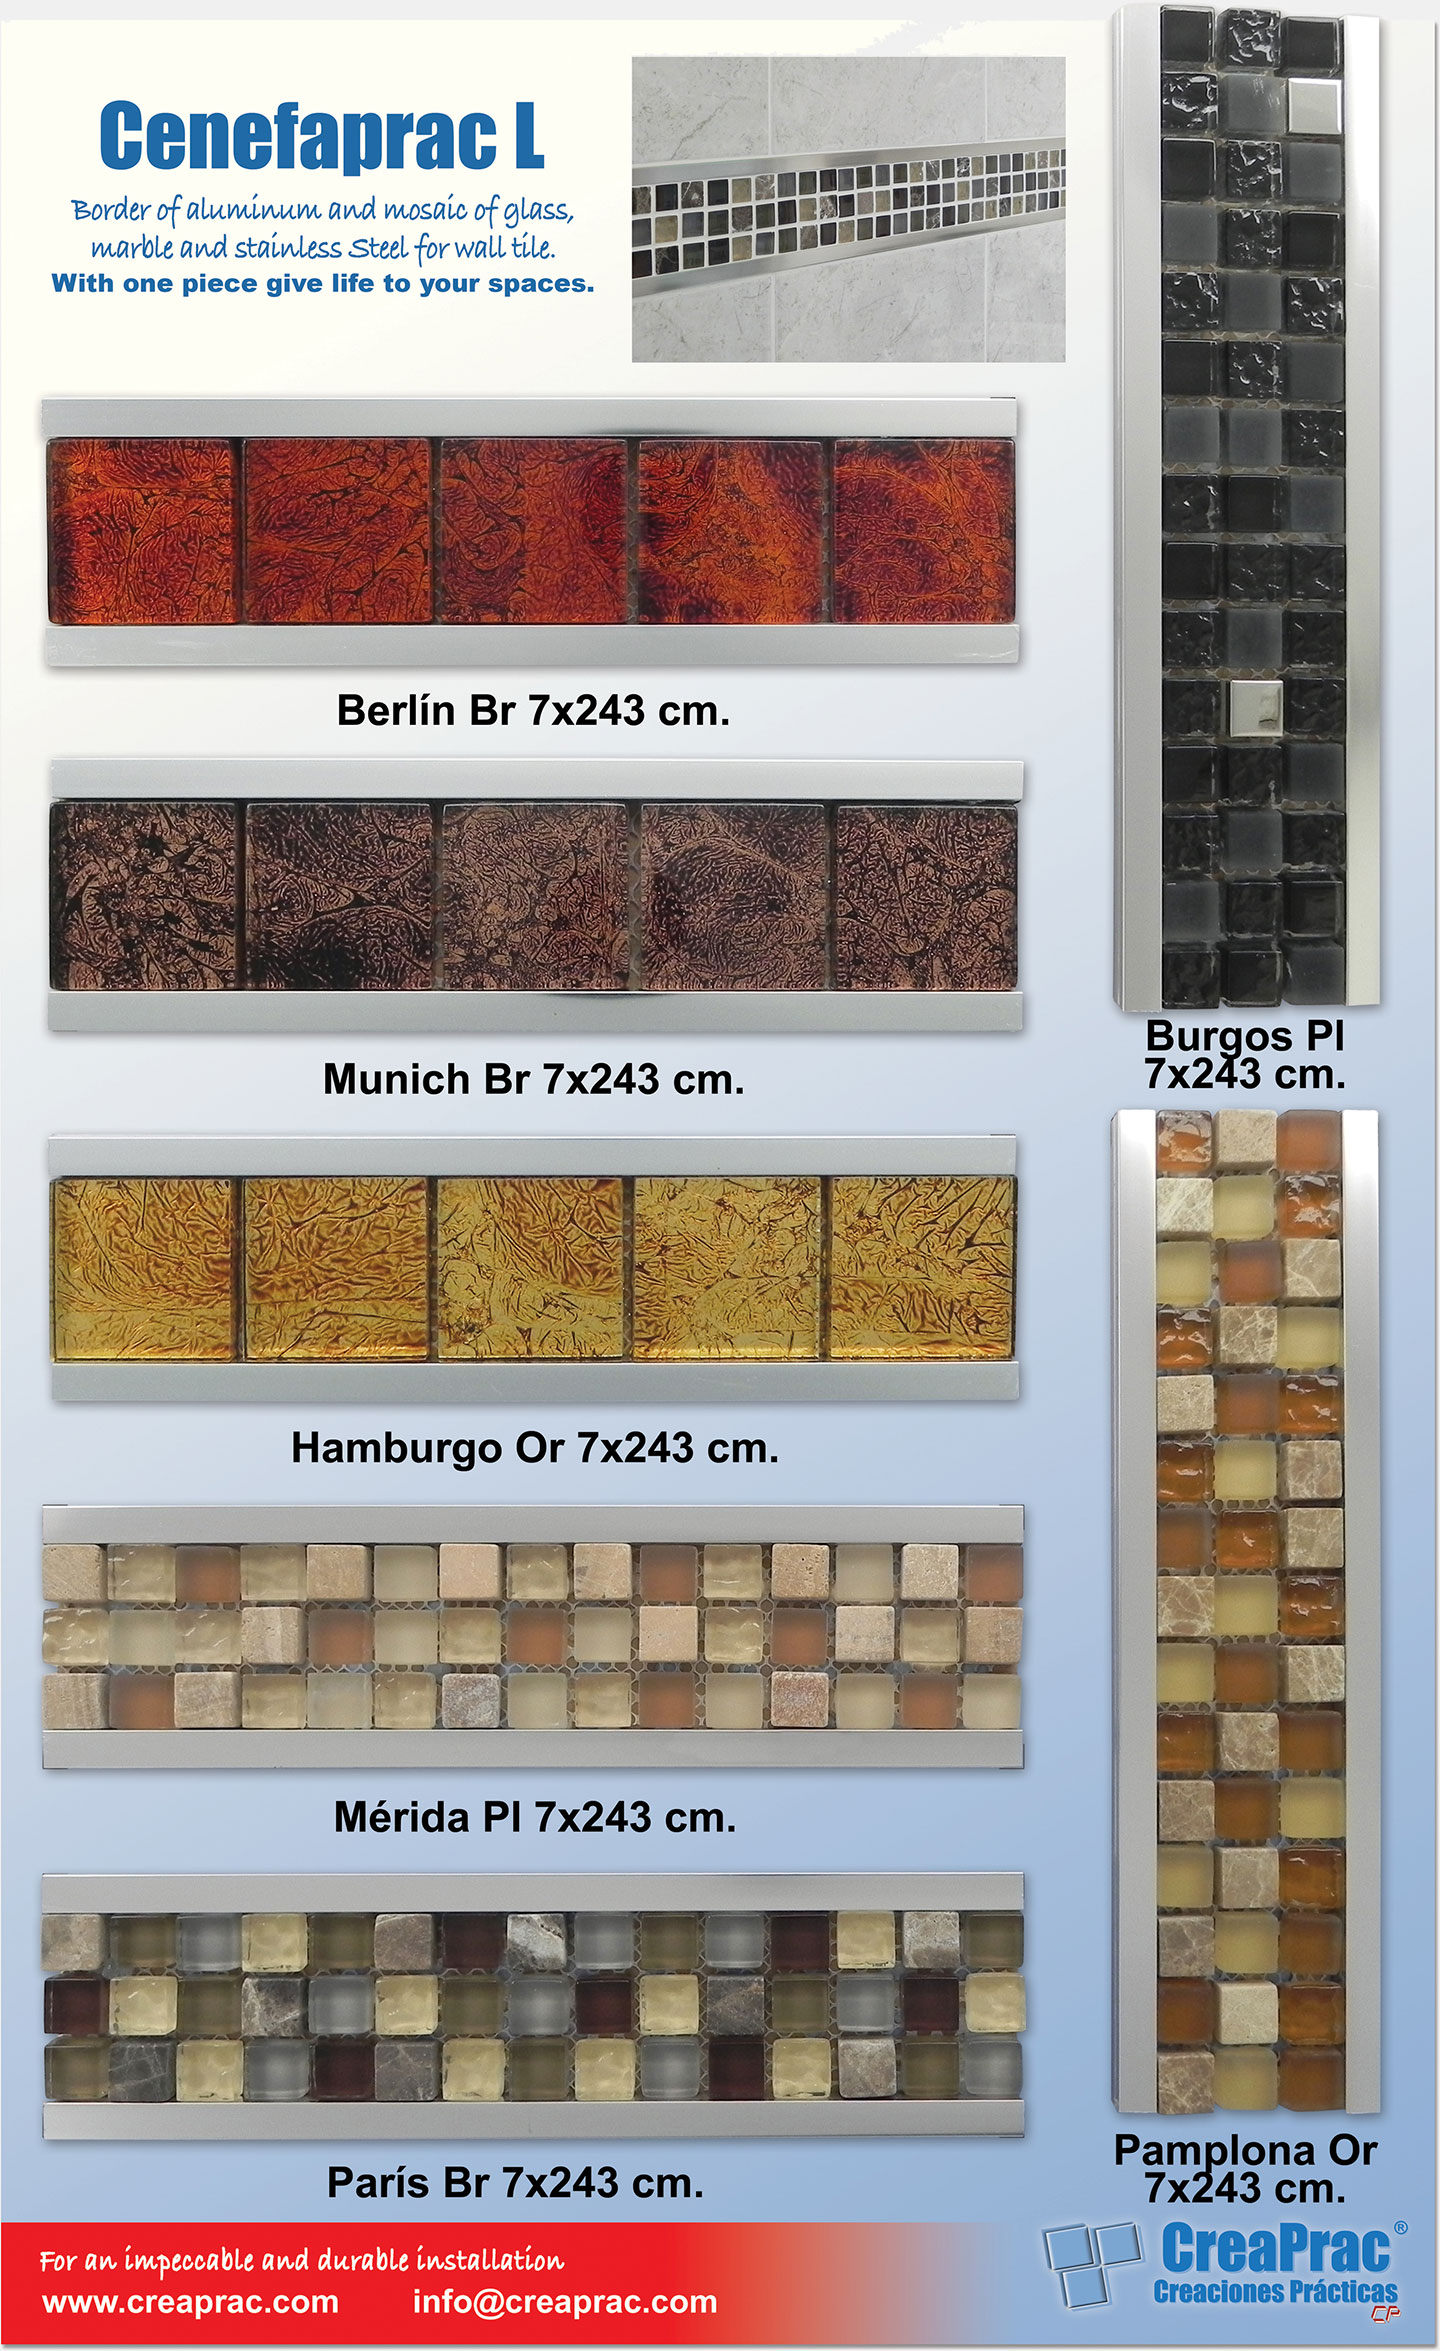 Cenefaprac L
Border of aluminum and mosaic of glass,
marble and stainless Steel for wall tile.
With one piece give life to your spaces.
Berlín Br 7x243 cm.
Munich Br 7x243 cm.
Hamburgo Or 7x243 cm.
Mérida Pl 7x243 cm.
París Br 7x243 cm.
Burgos Pl
7x243 cm.
Pamplona Or
7x243 cm.
For an impeccable and durable installation
www.creaprac.com info@creaprac.com
CreaPrac®
Creaciones Prácticas
CP